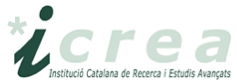 *icrea
Institució Catalana de Recerca i Estudis Avançats